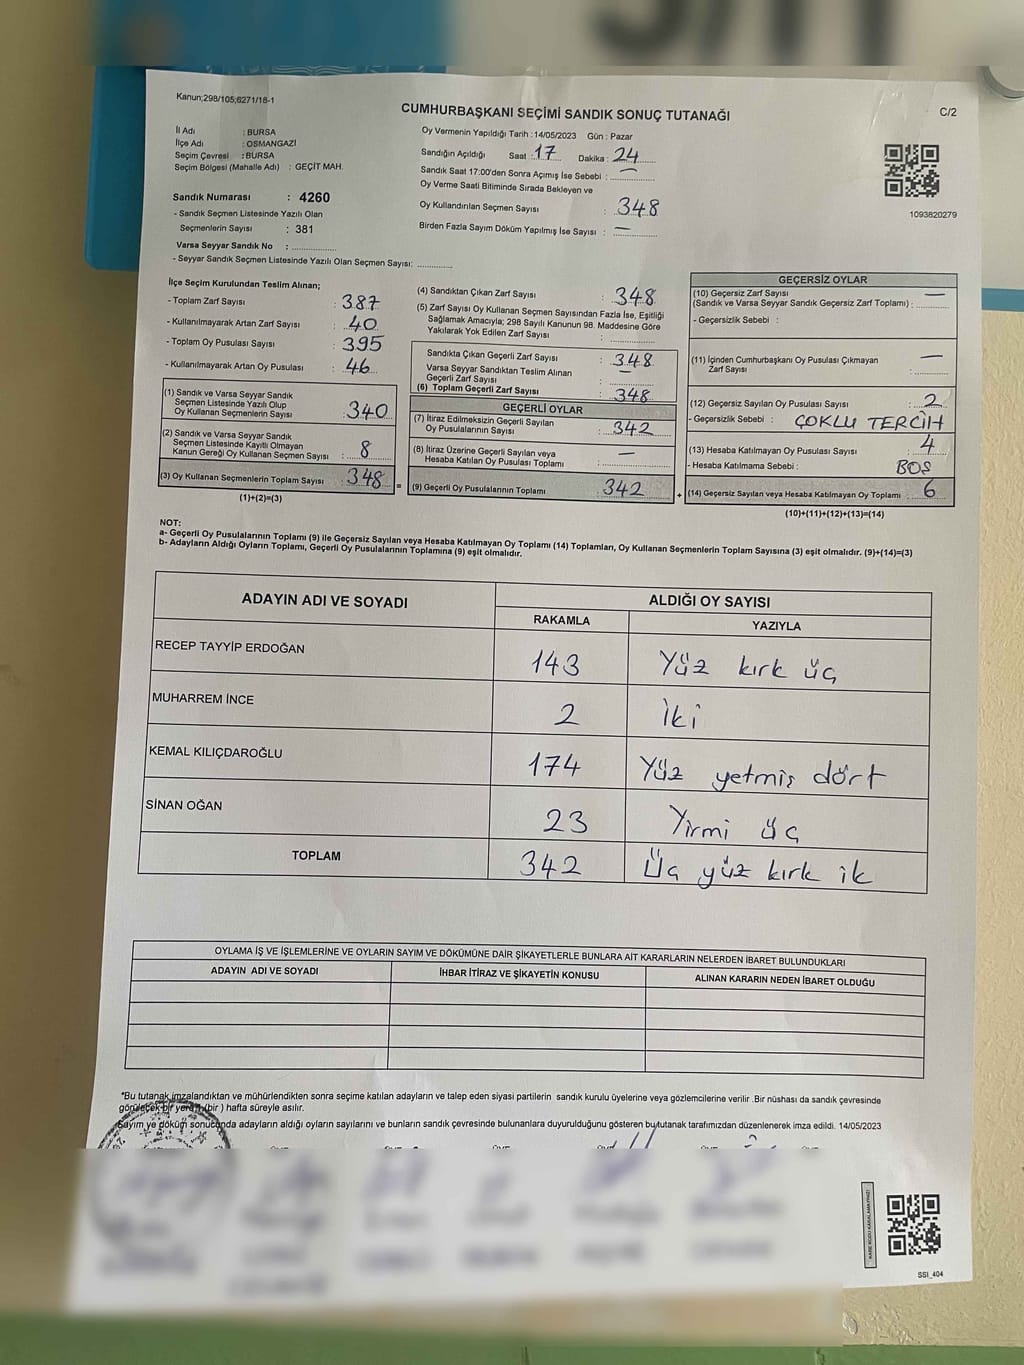 Kanun;298/105;6271/18-1
CUMHURBAŞKANI SEÇİMİ SANDIK SONUÇ TUTANAĞI
C/2
İl Adı : BURSA
İlçe Adı : OSMANGAZİ
Seçim Çevresi : BURSA
Seçim Bölgesi (Mahalle Adı) : GEÇİT MAH.
Sandık Numarası : 4260
- Sandık Seçmen Listesinde Yazılı Olan
Seçmenlerin Sayısı : 381
Varsa Seyyar Sandık No : ..............
- Seyyar Sandık Seçmen Listesinde Yazılı Olan Seçmen Sayısı: ............
Oy Vermenin Yapıldığı Tarih :14/05/2023 Gün : Pazar
Sandığın Açıldığı Saat : 17 Dakika : 24
Sandık Saat 17:00'den Sonra Açımış İse Sebebi : —
Oy Verme Saati Bitiminde Sırada Bekleyen ve
Oy Kullandırılan Seçmen Sayısı : 348
Birden Fazla Sayım Döküm Yapılmış İse Sayısı : —
1093820279
İlçe Seçim Kurulundan Teslim Alınan;
- Toplam Zarf Sayısı : 387
- Kullanılmayarak Artan Zarf Sayısı : 40
- Toplam Oy Pusulası Sayısı : 395
- Kullanılmayarak Artan Oy Pusulası : 46
(1) Sandık ve Varsa Seyyar Sandık
Seçmen Listesinde Yazılı Olup
Oy Kullanan Seçmenlerin Sayısı : 340
(2) Sandık ve Varsa Seyyar Sandık
Seçmen Listesinde Kayıtlı Olmayan
Kanun Gereği Oy Kullanan Seçmen Sayısı : 8
(3) Oy Kullanan Seçmenlerin Toplam Sayısı : 348
(1)+(2)=(3)
(4) Sandıktan Çıkan Zarf Sayısı : 348
(5) Zarf Sayısı Oy Kullanan Seçmen Sayısından Fazla İse, Eşitliği
Sağlamak Amacıyla; 298 Sayılı Kanunun 98. Maddesine Göre
Yakılarak Yok Edilen Zarf Sayısı : ............
Sandıkta Çıkan Geçerli Zarf Sayısı : 348
Varsa Seyyar Sandıktan Teslim Alınan
Geçerli Zarf Sayısı : —
(6) Toplam Geçerli Zarf Sayısı : 348
GEÇERLİ OYLAR
(7) İtiraz Edilmeksizin Geçerli Sayılan
Oy Pusulalarının Sayısı : 342
(8) İtiraz Üzerine Geçerli Sayılan veya
Hesaba Katılan Oy Pusulası Toplamı : —
= (9) Geçerli Oy Pusulalarının Toplamı 342 +
GEÇERSİZ OYLAR
(10) Geçersiz Zarf Sayısı
(Sandık ve Varsa Seyyar Sandık Geçersiz Zarf Toplamı) : —
- Geçersizlik Sebebi :
(11) İçinden Cumhurbaşkanı Oy Pusulası Çıkmayan
Zarf Sayısı : —
(12) Geçersiz Sayılan Oy Pusulası Sayısı : 2
- Geçersizlik Sebebi : ÇOKLU TERCİH
(13) Hesaba Katılmayan Oy Pusulası Sayısı : 4
- Hesaba Katılmama Sebebi : BOŞ
(14) Geçersiz Sayılan veya Hesaba Katılmayan Oy Toplamı : 6
(10)+(11)+(12)+(13)=(14)
NOT:
a- Geçerli Oy Pusulalarının Toplamı (9) ile Geçersiz Sayılan veya Hesaba Katılmayan Oy Toplamı (14) Toplamları, Oy Kullanan Seçmenlerin Toplam Sayısına (3) eşit olmalıdır. (9)+(14)=(3)
b- Adayların Aldığı Oyların Toplamı, Geçerli Oy Pusulalarının Toplamına (9) eşit olmalıdır.
ADAYIN ADI VE SOYADI
ALDIĞI OY SAYISI
RAKAMLA YAZIYLA
RECEP TAYYİP ERDOĞAN 143 Yüz kırk üç
MUHARREM İNCE 2 İki
KEMAL KILIÇDAROĞLU 174 Yüz yetmiş dört
SİNAN OĞAN 23 Yirmi üç
TOPLAM 342 Üç yüz kırk ik
OYLAMA İŞ VE İŞLEMLERİNE VE OYLARIN SAYIM VE DÖKÜMÜNE DAİR ŞİKAYETLERLE BUNLARA AİT KARARLARIN NELERDEN İBARET BULUNDUKLARI
ADAYIN ADI VE SOYADI İHBAR İTİRAZ VE ŞİKAYETİN KONUSU ALINAN KARARIN NEDEN İBARET OLDUĞU
*Bu tutanak imzalandıktan ve mühürlendikten sonra seçime katılan adayların ve talep eden siyasi partilerin sandık kurulu üyelerine veya gözlemcilerine verilir .Bir nüshası da sandık çevresinde
görülecek bir yere 1 (bir ) hafta süreyle asılır.
Sayım ve döküm sonucunda adayların aldığı oyların sayılarını ve bunların sandık çevresinde bulunanlara duyurulduğunu gösteren bu tutanak tarafımızdan düzenlenerek imza edildi. 14/05/2023
SSI_404